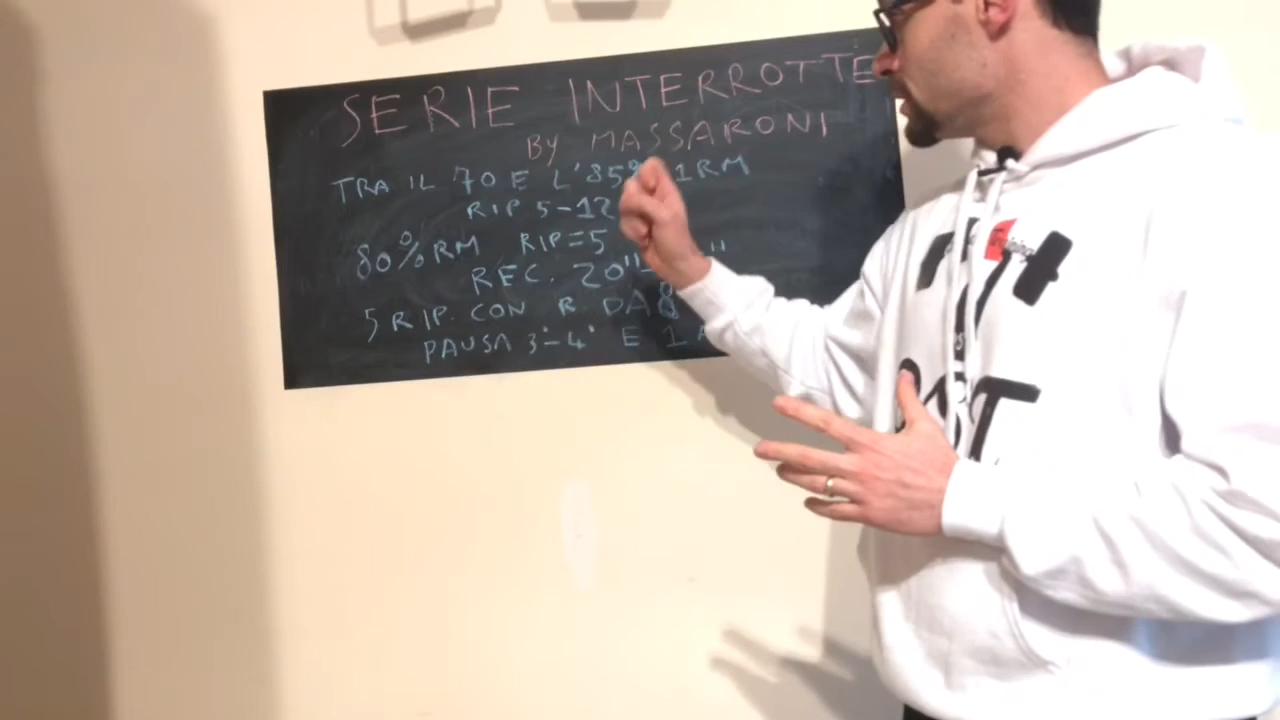 SERIE INTERROTTE
BY MASSARONI
TRA IL 70 E L'85% 1RM
RIP 5-12
80% RM RIP=5
REC. 20"-
5 RIP. CON R. DA 8
PAUSA 3'-4' E 1